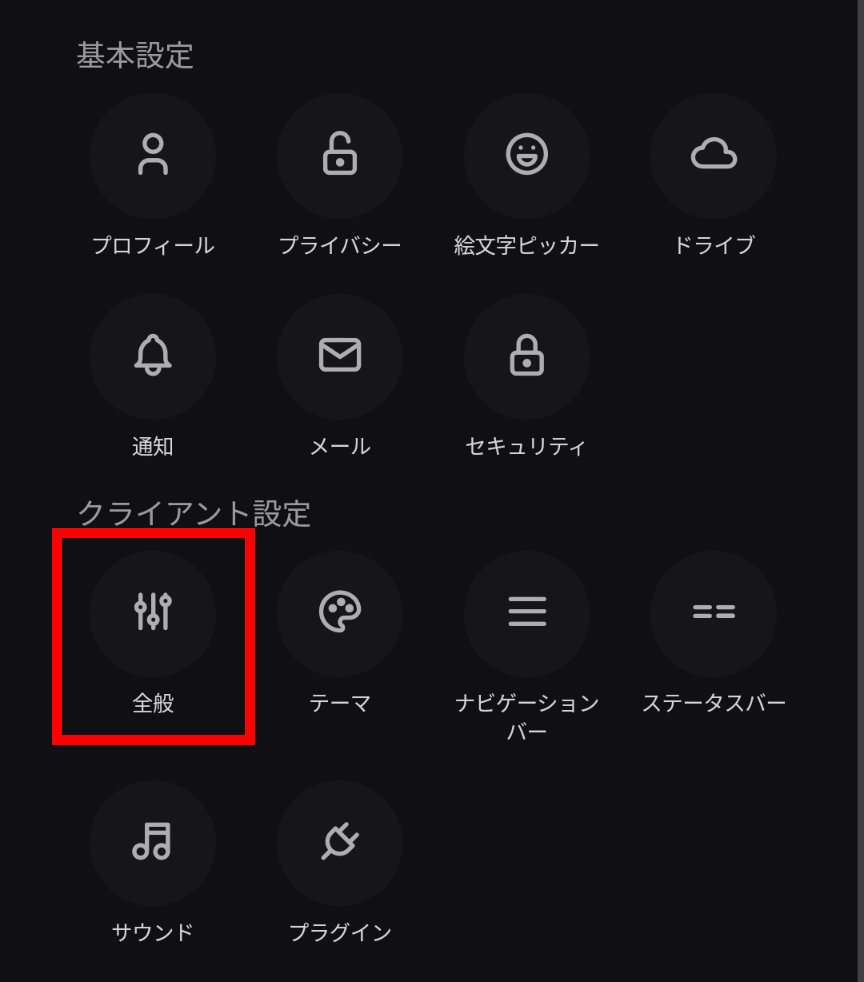 基本設定
プロフィール
プライバシー
絵文字ピッカー
ドライブ
通知
メール
セキュリティ
クライアント設定
全般
テーマ
ナビゲーション
バー
ステータスバー
サウンド
プラグイン